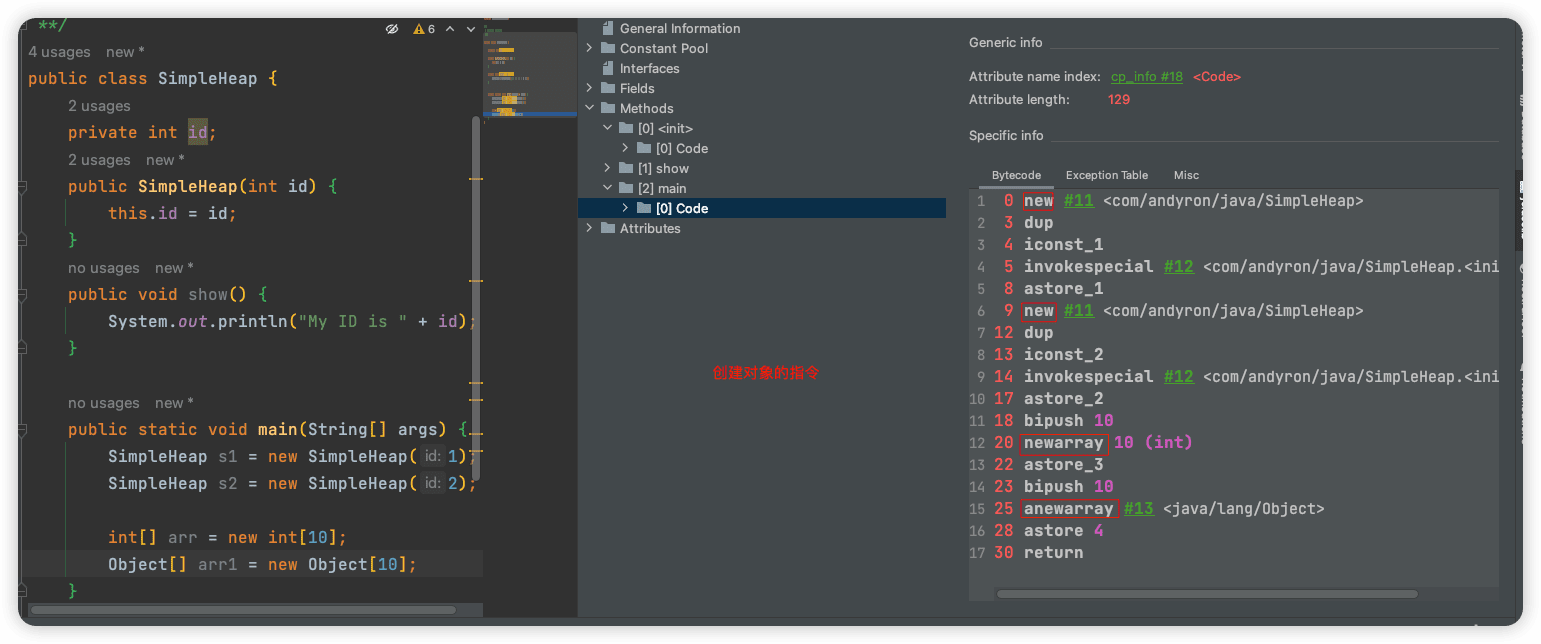 **/
6
4 usages new *
public class SimpleHeap {
2 usages
private int id;
2 usages new *
public SimpleHeap(int id) {
this.id = id;
}
no usages new *
public void show() {
System.out.println("My ID is " + id);
}
no usages new *
public static void main(String[] args) {
SimpleHeap s1 = new SimpleHeap( id: 1);
SimpleHeap s2 = new SimpleHeap( id: 2);
int[] arr = new int[10];
Object[] arr1 = new Object[10];
}
General Information
Constant Pool
Interfaces
Fields
Methods
[0] <init>
[0] Code
[1] show
[2] main
[0] Code
Attributes
创建对象的指令
Generic info
Attribute name index: cp_info #18 <Code>
Attribute length: 129
Specific info
Bytecode Exception Table Misc
1 0 new #11 <com/andyron/java/SimpleHeap>
2 3 dup
3 4 iconst_1
4 5 invokespecial #12 <com/andyron/java/SimpleHeap.<ini
5 8 astore_1
6 9 new #11 <com/andyron/java/SimpleHeap>
7 12 dup
8 13 iconst_2
9 14 invokespecial #12 <com/andyron/java/SimpleHeap.<ini
10 17 astore_2
11 18 bipush 10
12 20 newarray 10 (int)
13 22 astore_3
14 23 bipush 10
15 25 anewarray #13 <java/lang/Object>
16 28 astore 4
17 30 return